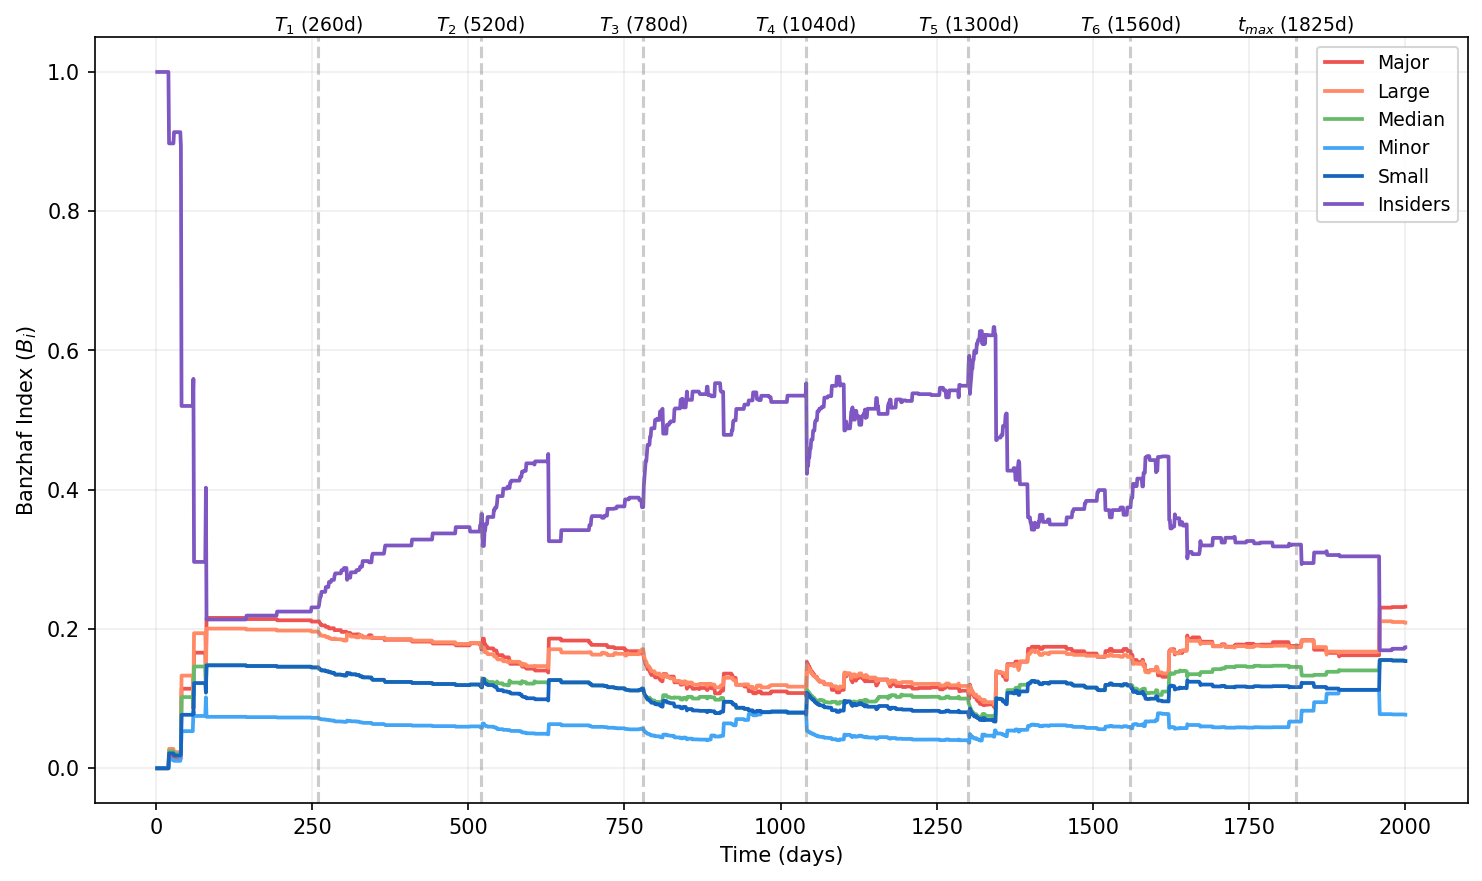 T₁ (260d) T₂ (520d) T₃ (780d) T₄ (1040d) T₅ (1300d) T₆ (1560d) tₘₐₓ (1825d)
Major
Large
Median
Minor
Small
Insiders
1.0
0.8
0.6
0.4
0.2
0.0
Banzhaf Index (Bᵢ)
0 250 500 750 1000 1250 1500 1750 2000
Time (days)